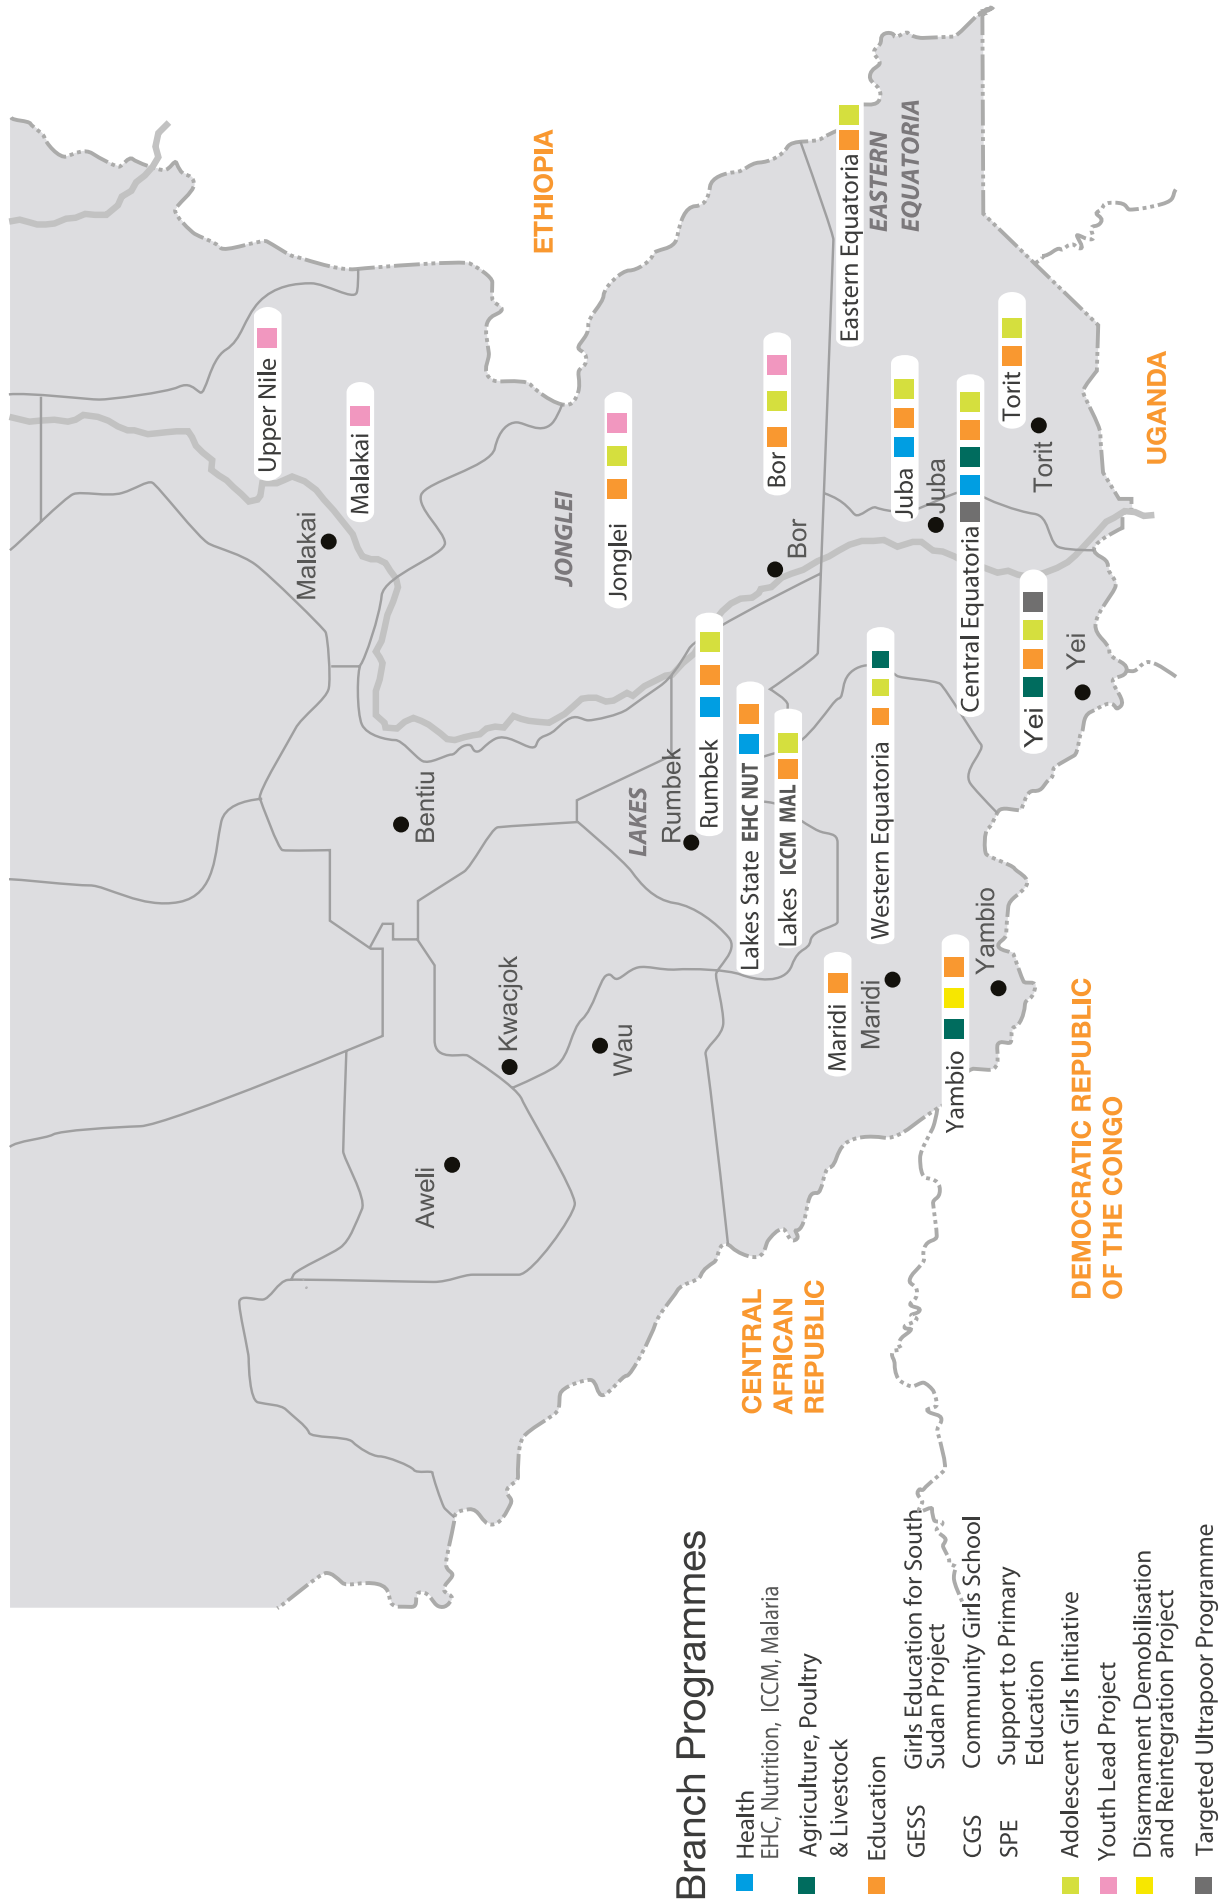 Branch Programmes
Health
EHC, Nutrition, ICCM, Malaria
Agriculture, Poultry
& Livestock
Education
GESS Girls Education for South
Sudan Project
CGS Community Girls School
SPE Support to Primary
Education
Adolescent Girls Initiative
Youth Lead Project
Disarmament Demobilisation
and Reintegration Project
Targeted Ultrapoor Programme
CENTRAL
AFRICAN
REPUBLIC
DEMOCRATIC REPUBLIC
OF THE CONGO
UGANDA
ETHIOPIA
Aweli
Kwacjok
Wau
Bentiu
Malakai
Upper Nile
Malakai
JONGLEI
Jonglei
LAKES
Rumbek
Rumbek
Lakes State EHC NUT
Lakes ICCM MAL
Bor
Bor
Western Equatoria
Maridi
Maridi
Yambio
Yambio
Eastern Equatoria
EASTERN
EQUATORIA
Juba
Juba
Central Equatoria
Torit
Torit
Yei
Yei